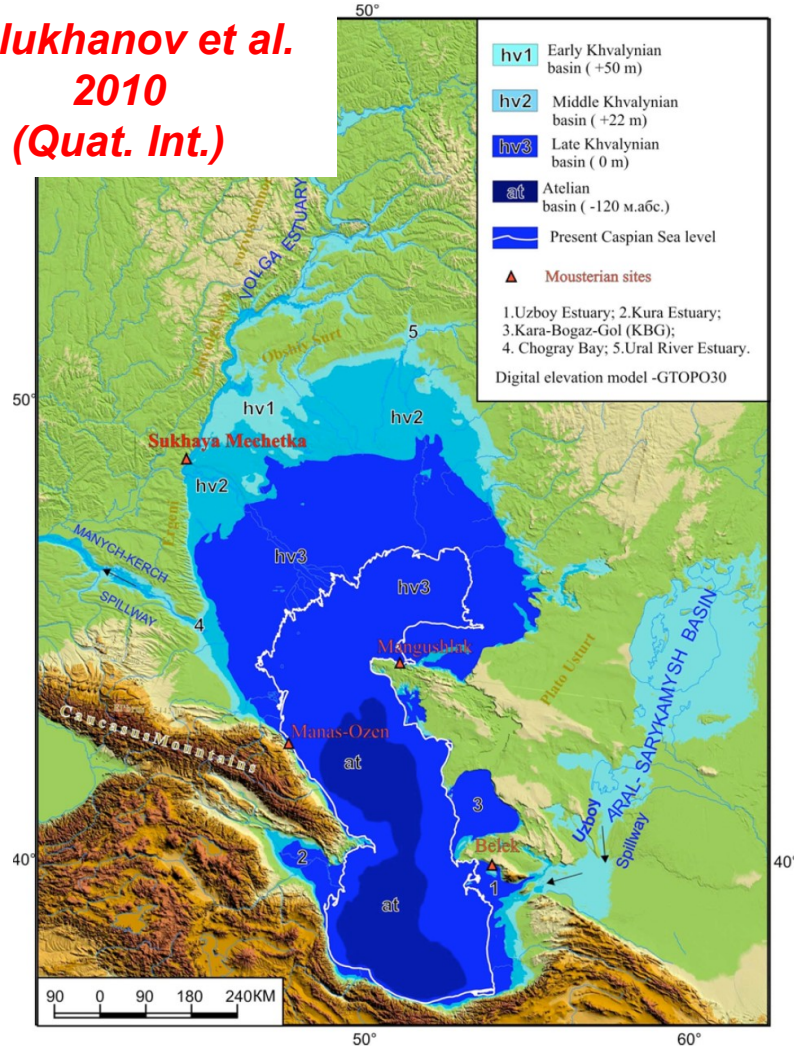 lukhanov et al.
2010
(Quat. Int.)
50°
hv1 Early Khvalynian
basin ( +50 m)
hv2 Middle Khvalynian
basin ( +22 m)
hv3 Late Khvalynian
basin ( 0 m)
at Atelian
basin ( -120 м.абс.)
Present Caspian Sea level
Mousterian sites
1.Uzboy Estuary; 2.Kura Estuary;
3.Kara-Bogaz-Gol (KBG);
4. Chogray Bay; 5.Ural River Estuary.
Digital elevation model -GTOPO30
VOLGA ESTUARY
5
Obshiy Surt
50°
hv1
hv2
Sukhaya Mechetka
hv2
Ergeni
MANYCH-KERCH
SPILLWAY
hv3
hv3
4
Mangushlak
Plato Usturt
ARAL- SARYKAMYSH BASIN
Caucasus Mountains
Manas-Ozen
at
3
Uzboy
Spillway
Belek
40°
40°
2
1
at
90 0 90 180 240KM
50°
60°